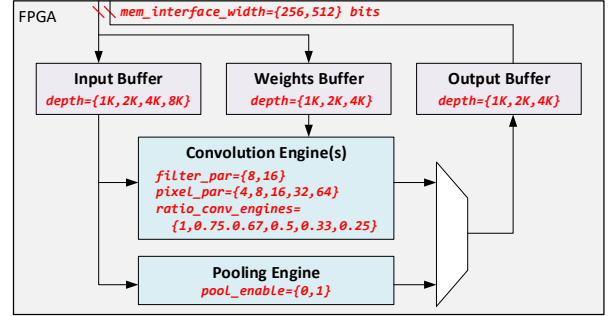 FPGA
mem_interface_width={256,512} bits
Input Buffer
depth={1K,2K,4K,8K}
Weights Buffer
depth={1K,2K,4K}
Output Buffer
depth={1K,2K,4K}
Convolution Engine(s)
filter_par={8,16}
pixel_par={4,8,16,32,64}
ratio_conv_engines=
{1,0.75.0.67,0.5,0.33,0.25}
Pooling Engine
pool_enable={0,1}